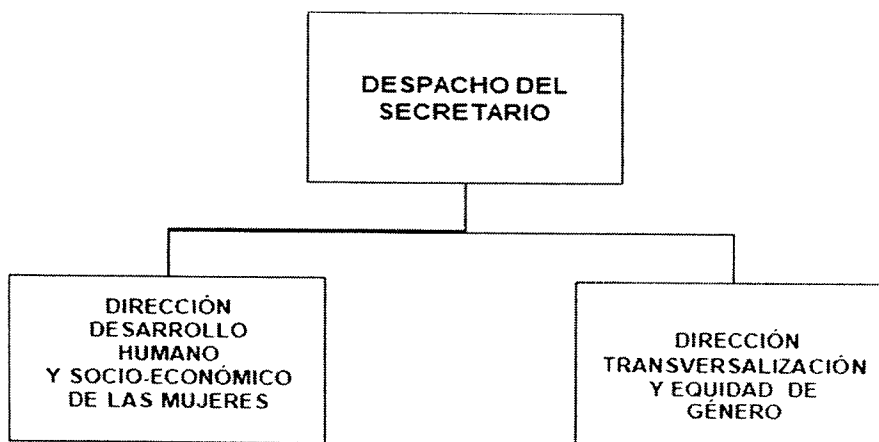 DESPACHO DEL
SECRETARIO
DIRECCIÓN
DESARROLLO
HUMANO
Y SOCIO-ECONÓMICO
DE LAS MUJERES
DIRECCIÓN
TRANSVERSALIZACIÓN
Y EQUIDAD DE
GÉNERO